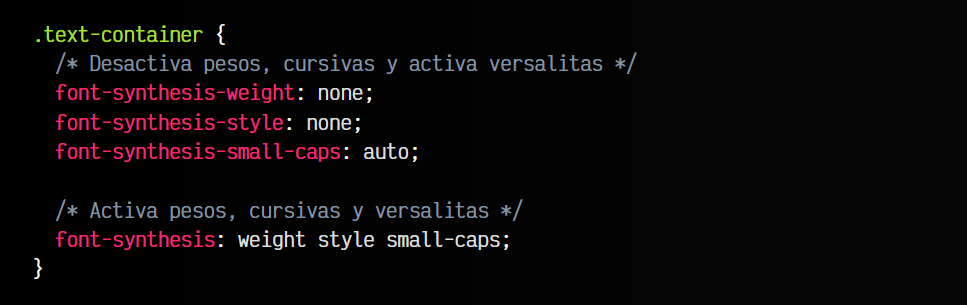 .text-container {
  /* Desactiva pesos, cursivas y activa versalitas */
  font-synthesis-weight: none;
  font-synthesis-style: none;
  font-synthesis-small-caps: auto;

  /* Activa pesos, cursivas y versalitas */
  font-synthesis: weight style small-caps;
}